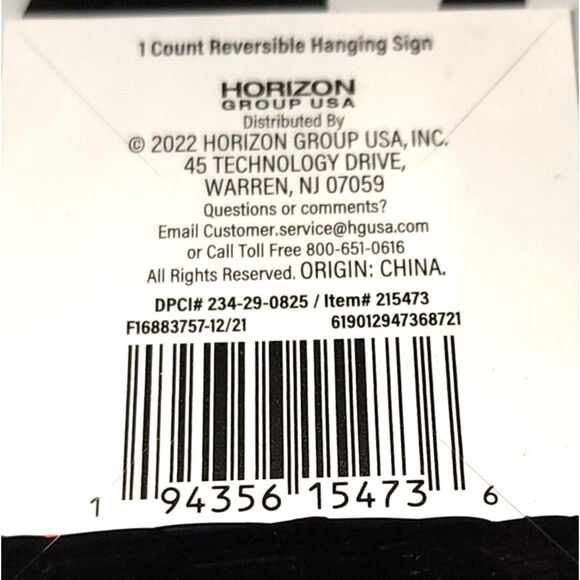 1 Count Reversible Hanging Sign
HORIZON
GROUP USA
Distributed By
© 2022 HORIZON GROUP USA, INC.
45 TECHNOLOGY DRIVE,
WARREN, NJ 07059
Questions or comments?
Email Customer.service@hgusa.com
or Call Toll Free 800-651-0616
All Rights Reserved. ORIGIN: CHINA.
DPCI# 234-29-0825 / Item# 215473
F16883757-12/21 619012947368721
1 94356 15473 6